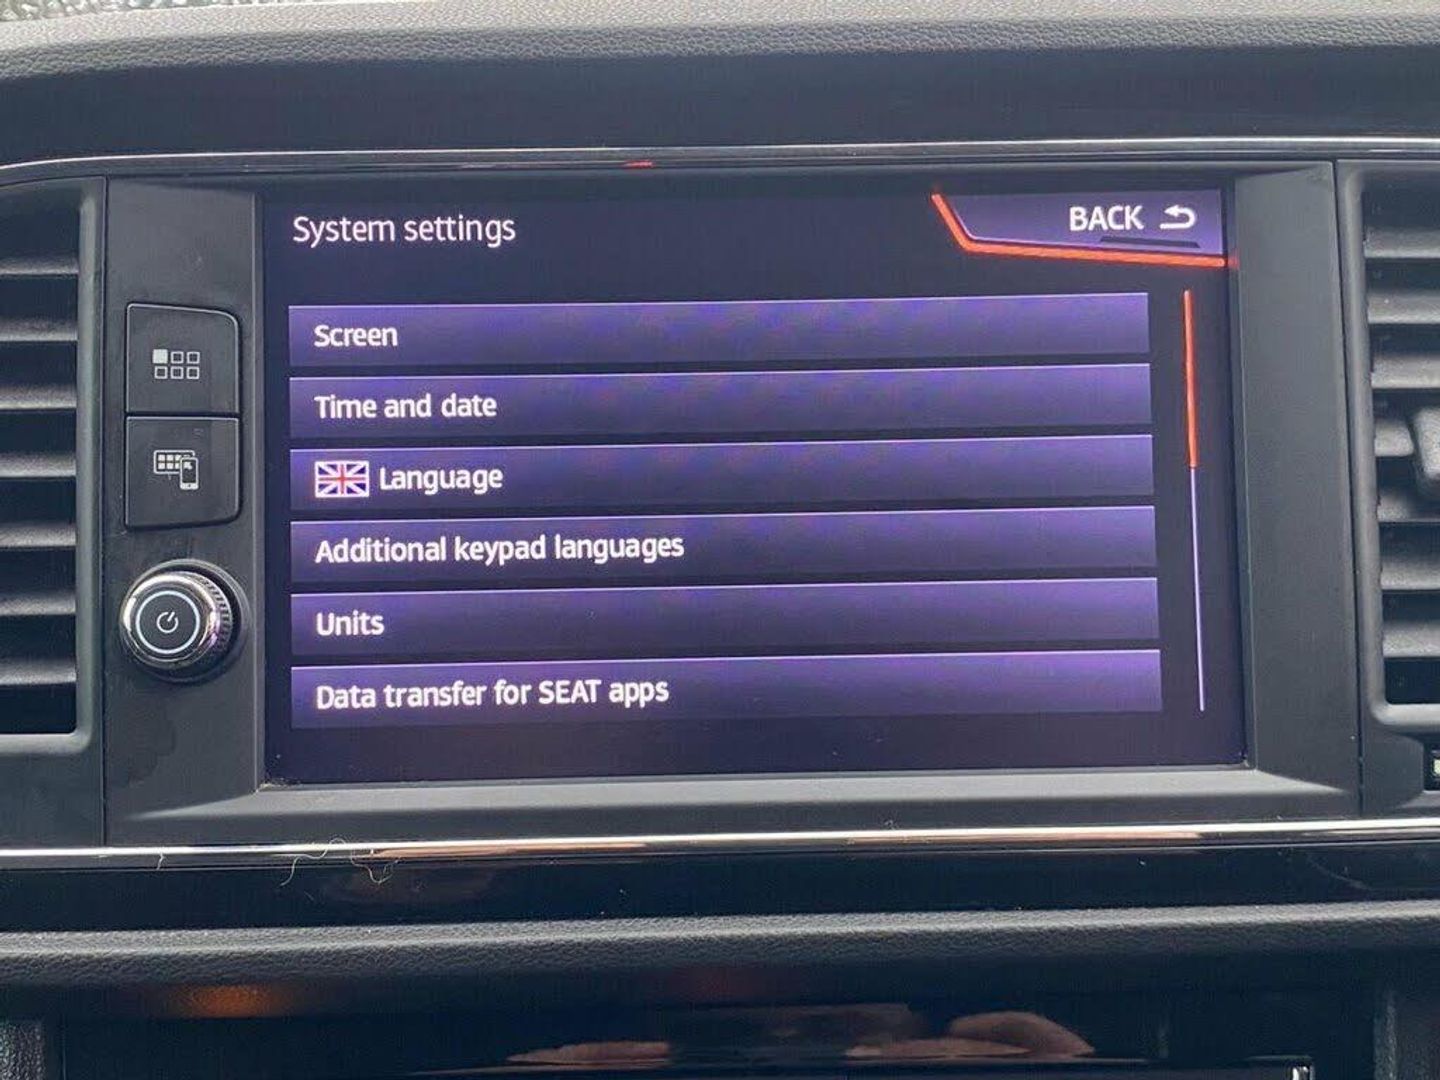 System settings
BACK
Screen
Time and date
Language
Additional keypad languages
Units
Data transfer for SEAT apps